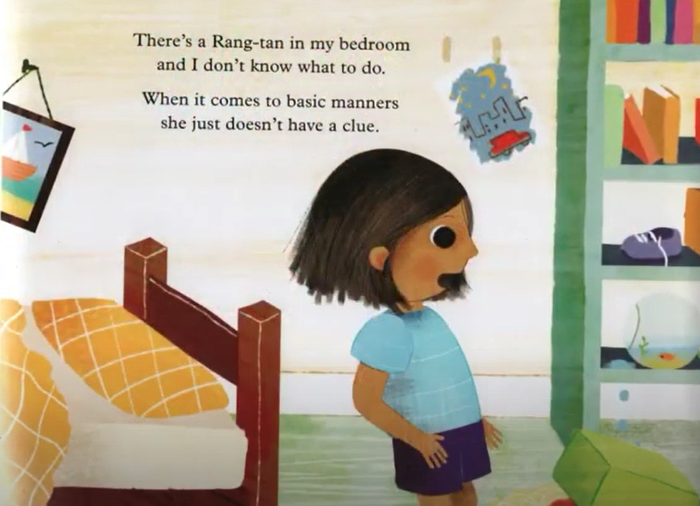 There's a Rang-tan in my bedroom
and I don't know what to do.
When it comes to basic manners
she just doesn't have a clue.